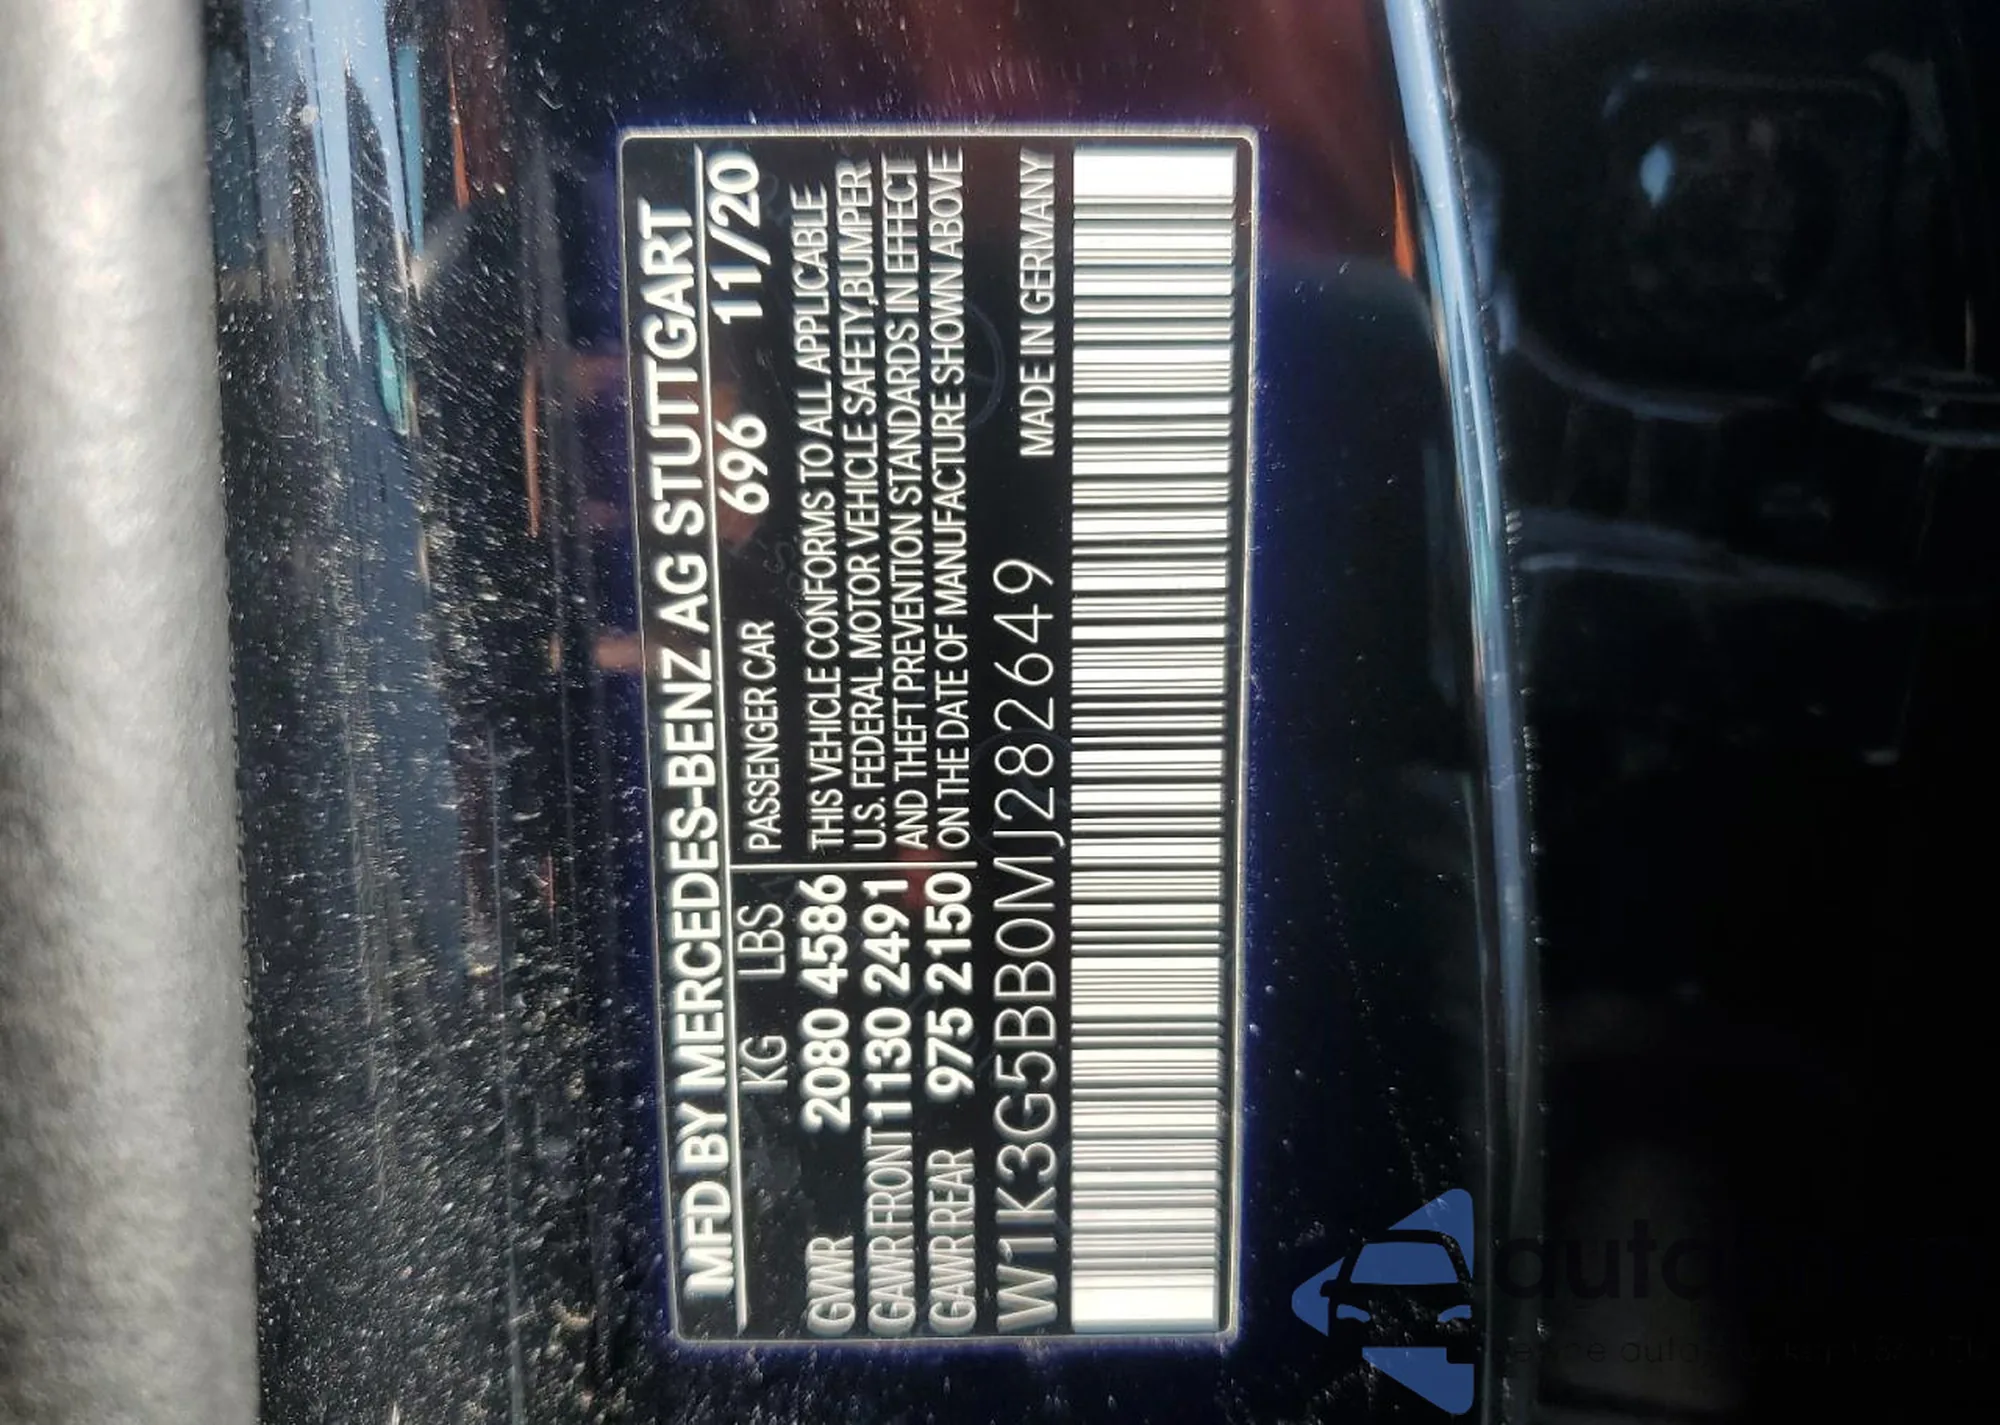 MFD BY MERCEDES-BENZ AG STUTTGART
KG LBS PASSENGER CAR 696 11/20
GVWR 2080 4586 THIS VEHICLE CONFORMS TO ALL APPLICABLE
GAWR FRONT 1130 2491 U.S. FEDERAL MOTOR VEHICLE SAFETY,BUMPER
GAWR REAR 975 2150 AND THEFT PREVENTION STANDARDS IN EFFECT
ON THE DATE OF MANUFACTURE SHOWN ABOVE
W1K3G5BB0MJ282649 MADE IN GERMANY